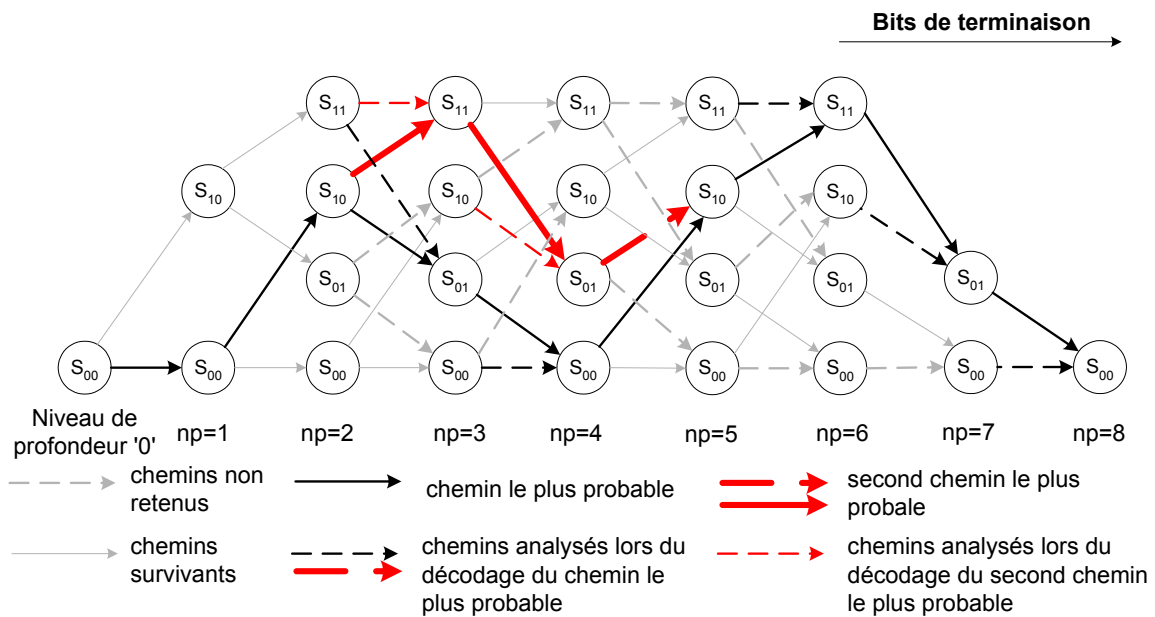 Bits de terminaison
S11 S11 S11 S11 S11
S10 S10 S10 S10 S10 S10
S01 S01 S01 S01 S01 S01
S00 S00 S00 S00 S00 S00 S00 S00 S00
Niveau de
profondeur '0'
np=1
np=2
np=3
np=4
np=5
np=6
np=7
np=8
chemins non
retenus
chemin le plus probable
second chemin le plus
probale
chemins
survivants
chemins analysés lors du
décodage du chemin le
plus probable
chemins analysés lors du
décodage du second chemin
le plus probable